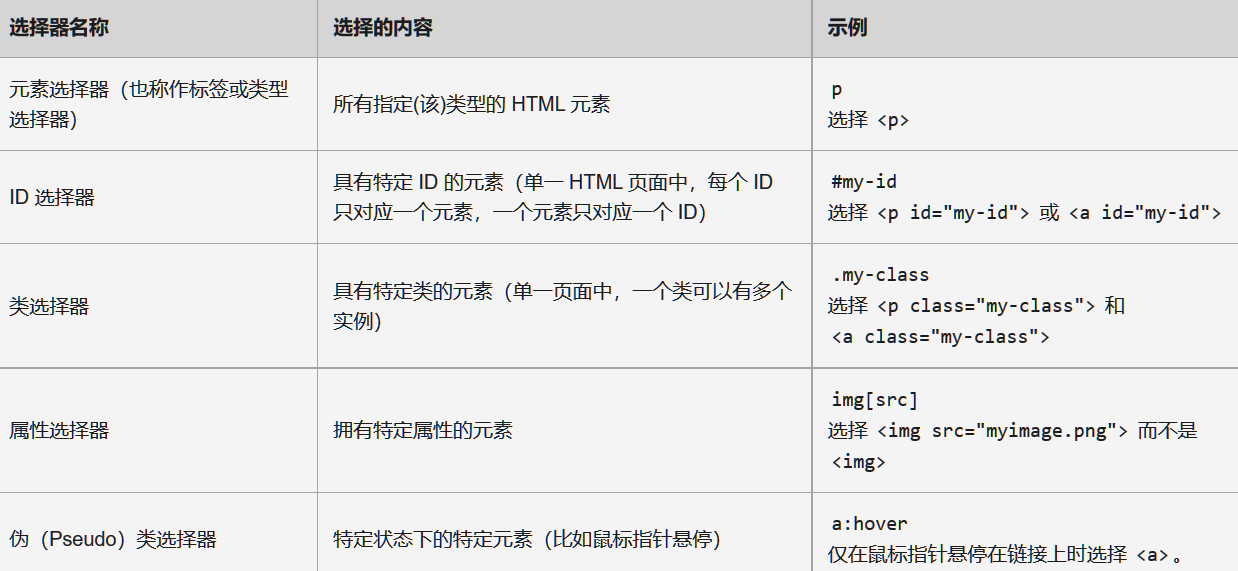 选择器名称
选择的内容
示例
元素选择器（也称作标签或类型
选择器）
所有指定(该)类型的 HTML 元素
p
选择 <p>
ID 选择器
具有特定 ID 的元素（单一 HTML 页面中，每个 ID
只对应一个元素，一个元素只对应一个 ID）
#my-id
选择 <p id="my-id"> 或 <a id="my-id">
类选择器
具有特定类的元素（单一页面中，一个类可以有多个
实例）
.my-class
选择 <p class="my-class"> 和
<a class="my-class">
属性选择器
拥有特定属性的元素
img[src]
选择 <img src="myimage.png"> 而不是
<img>
伪（Pseudo）类选择器
特定状态下的特定元素（比如鼠标指针悬停）
a:hover
仅在鼠标指针悬停在链接上时选择 <a>。